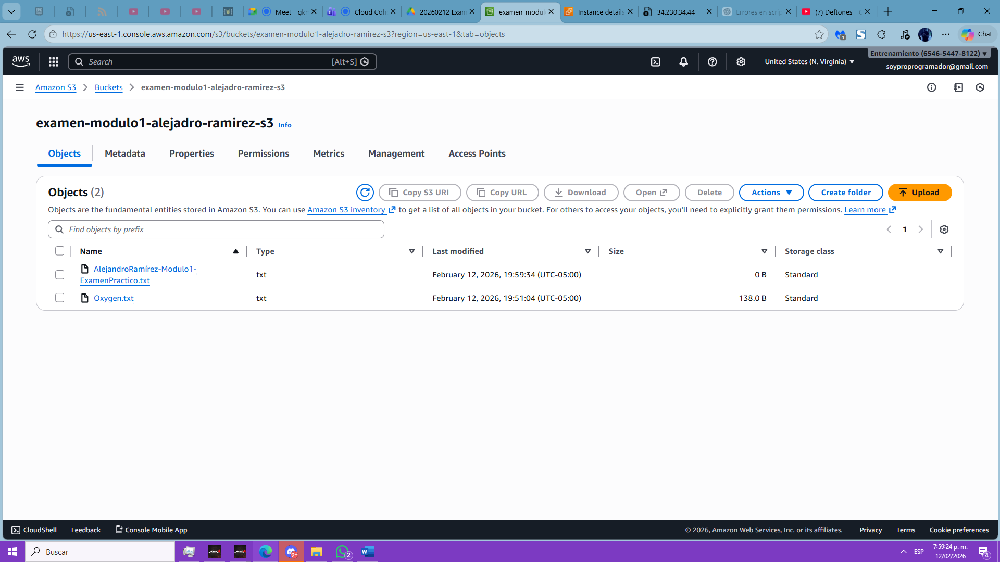 Meet - gkn
Cloud Coh
20260212 Exam
examen-modul
Instance details
34.230.34.44
Errores en scrip
(7) Deftones - C
https://us-east-1.console.aws.amazon.com/s3/buckets/examen-modulo1-alejadro-ramirez-s3?region=us-east-1&tab=objects
1
Chat
aws
Search
[Alt+S]
United States (N. Virginia)
Entrenamiento (6546-5447-8122)
soyproprogramador@gmail.com
Amazon S3
Buckets
examen-modulo1-alejadro-ramirez-s3
examen-modulo1-alejadro-ramirez-s3 Info
Objects
Metadata
Properties
Permissions
Metrics
Management
Access Points
Objects (2)
Copy S3 URI
Copy URL
Download
Open
Delete
Actions
Create folder
Upload
Objects are the fundamental entities stored in Amazon S3. You can use Amazon S3 inventory to get a list of all objects in your bucket. For others to access your objects, you'll need to explicitly grant them permissions. Learn more
Find objects by prefix
1
Name
Type
Last modified
Size
Storage class
AlejandroRamírez-Modulo1-
ExamenPractico.txt
txt
February 12, 2026, 19:59:34 (UTC-05:00)
0 B
Standard
Oxygen.txt
txt
February 12, 2026, 19:51:04 (UTC-05:00)
138.0 B
Standard
CloudShell
Feedback
Console Mobile App
© 2026, Amazon Web Services, Inc. or its affiliates.
Privacy
Terms
Cookie preferences
Buscar
9+
2
ESP
7:59:24 p. m.
12/02/2026
4